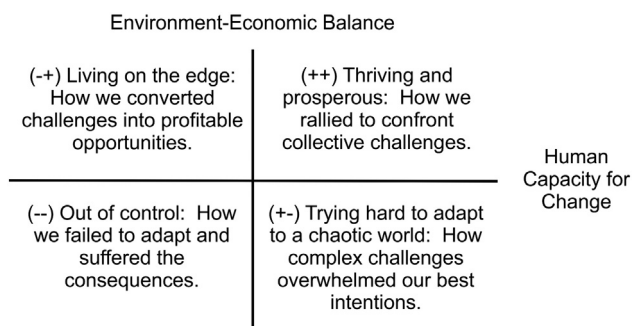 Environment-Economic Balance
(-+) Living on the edge:
How we converted
challenges into profitable
opportunities.
(++) Thriving and
prosperous: How we
rallied to confront
collective challenges.
Human
Capacity for
Change
(--) Out of control: How
we failed to adapt and
suffered the
consequences.
(+-) Trying hard to adapt
to a chaotic world: How
complex challenges
overwhelmed our best
intentions.